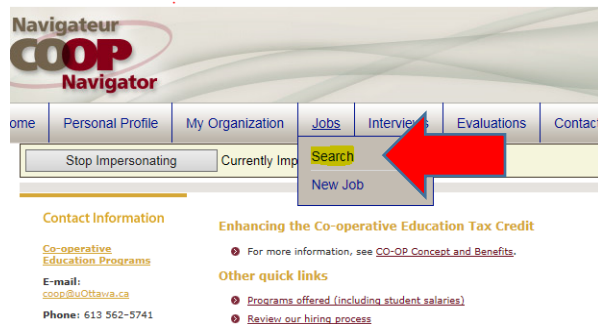 Navigateur
COOP
Navigator
ome Personal Profile My Organization Jobs Interviews Evaluations Contact
Stop Impersonating Currently Imp
Search
New Job
Contact Information
Co-operative
Education Programs
E-mail:
coop@uOttawa.ca
Phone: 613 562-5741
Enhancing the Co-operative Education Tax Credit
For more information, see CO-OP Concept and Benefits.
Other quick links
Programs offered (including student salaries)
Review our hiring process